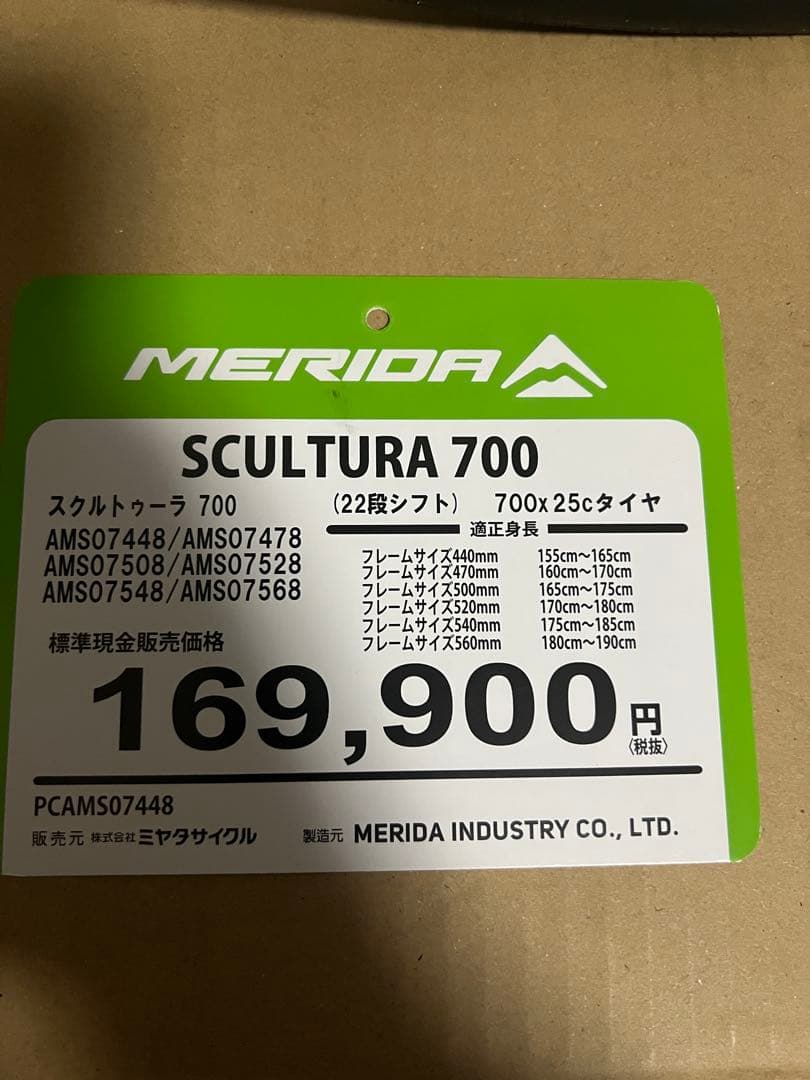 MERIDA
SCULTURA 700
スクルトゥーラ 700 (22段シフト) 700x25cタイヤ
AMS07448/AMS07478
AMS07508/AMS07528
AMS07548/AMS07568
適正身長
フレームサイズ440mm 155cm～165cm
フレームサイズ470mm 160cm～170cm
フレームサイズ500mm 165cm～175cm
フレームサイズ520mm 170cm～180cm
フレームサイズ540mm 175cm～185cm
フレームサイズ560mm 180cm～190cm
標準現金販売価格
169,900円〈税抜〉
PCAMS07448
販売元 株式会社ミヤタサイクル 製造元 MERIDA INDUSTRY CO., LTD.